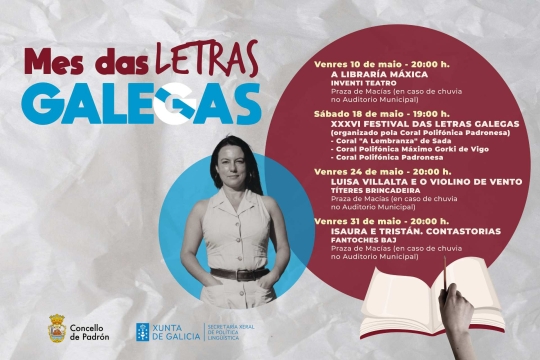 Mes das LETRAS
GALEGAS
Venres 10 de maio - 20:00 h.
A LIBRARÍA MÁXICA
INVENTI TEATRO
Praza de Macías (en caso de chuvia
no Auditorio Municipal)
Sábado 18 de maio - 19:00 h.
XXXVI FESTIVAL DAS LETRAS GALEGAS
(organizado pola Coral Polifónica Padronesa)
- Coral "A Lembranza" de Sada
- Coral Polifónica Máximo Gorki de Vigo
- Coral Polifónica Padronesa
Venres 24 de maio - 20:00 h.
LUISA VILLALTA E O VIOLINO DE VENTO
TÍTERES BRINCADEIRA
Praza de Macías (en caso de chuvia
no Auditorio Municipal)
Venres 31 de maio - 20:00 h.
ISAURA E TRISTÁN. CONTASTORIAS
FANTOCHES BAJ
Praza de Macías (en caso de chuvia
no Auditorio Municipal)
Concello
de Padrón
XUNTA
DE GALICIA
SECRETARÍA XERAL
DE POLÍTICA
LINGÜÍSTICA